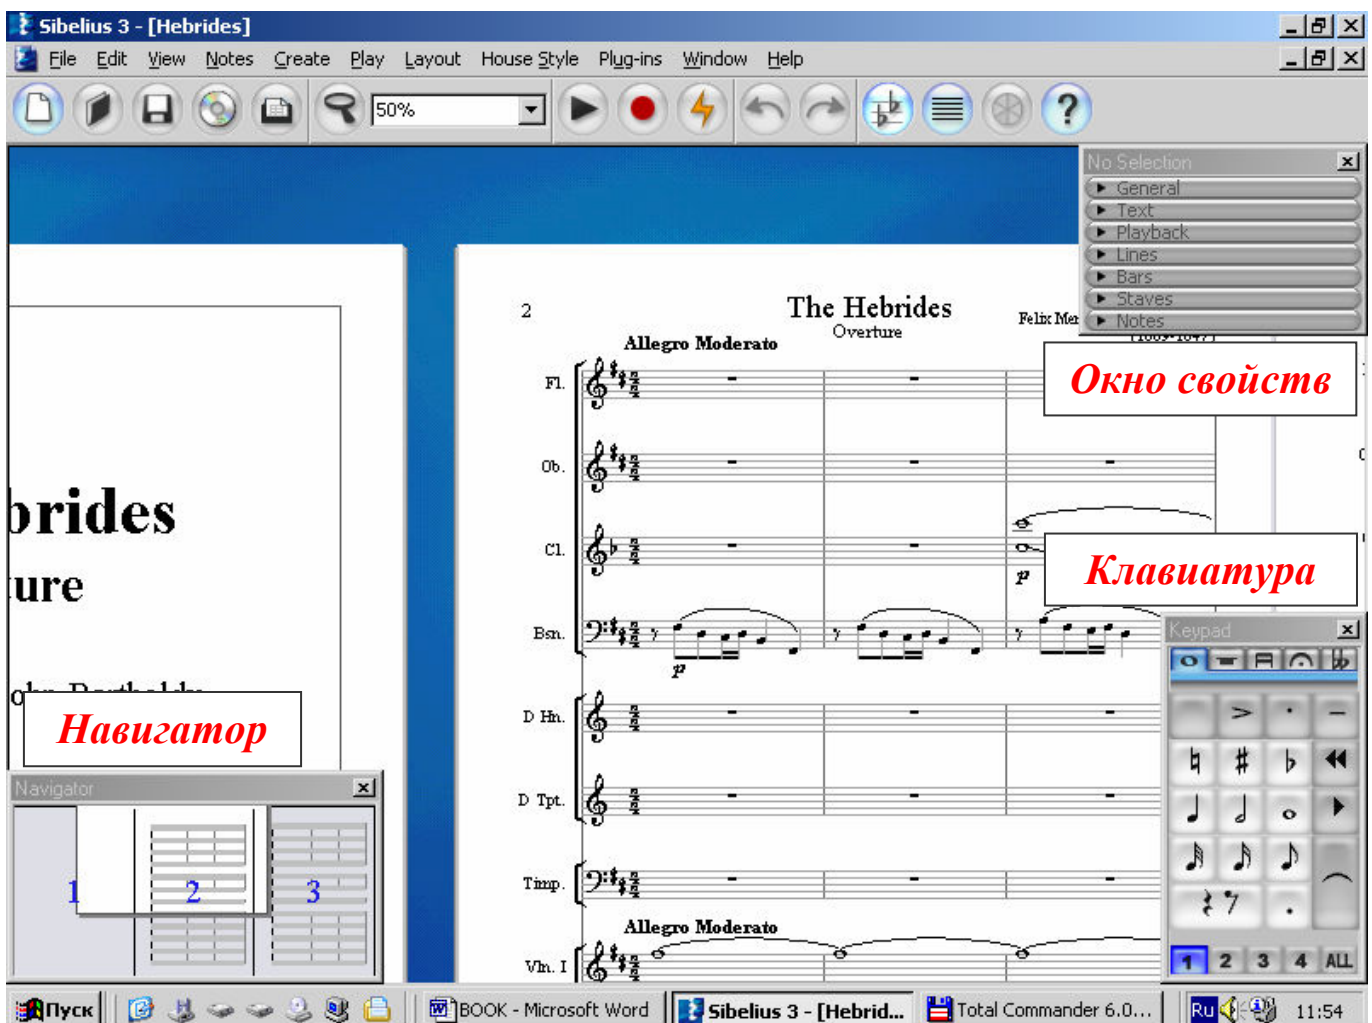 Sibelius 3 - [Hebrides]
File Edit View Notes Create Play Layout House Style Plug-ins Window Help
50%
No Selection
General
Text
Playback
Lines
Bars
Staves
Notes
Окно свойств
2
The Hebrides
Overture
Felix Mer
Allegro Moderato
Fl.
Ob.
Cl.
p
Bsn.
p
D Hn.
D Tpt.
Timp.
Allegro Moderato
Vln. I
brides
ure
Клавиатура
Keypad
1 2 3 4 ALL
Навигатор
Navigator
1 2 3
Пуск
BOOK - Microsoft Word
Sibelius 3 - [Hebrid...
Total Commander 6.0...
Ru
11:54